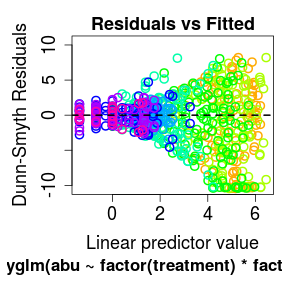 Residuals vs Fitted
Dunn-Smyth Residuals
10
5
0
-10
0
2
4
6
Linear predictor value
yglm(abu ~ factor(treatment) * fact